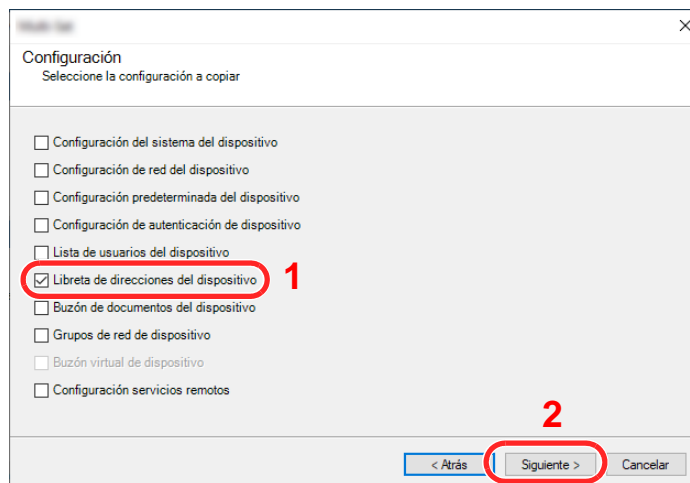 Configuración
Seleccione la configuración a copiar
Configuración del sistema del dispositivo
Configuración de red del dispositivo
Configuración predeterminada del dispositivo
Configuración de autenticación de dispositivo
Lista de usuarios del dispositivo
Libreta de direcciones del dispositivo 1
Buzón de documentos del dispositivo
Grupos de red de dispositivo
Buzón virtual de dispositivo
Configuración servicios remotos
2
< Atrás Siguiente > Cancelar